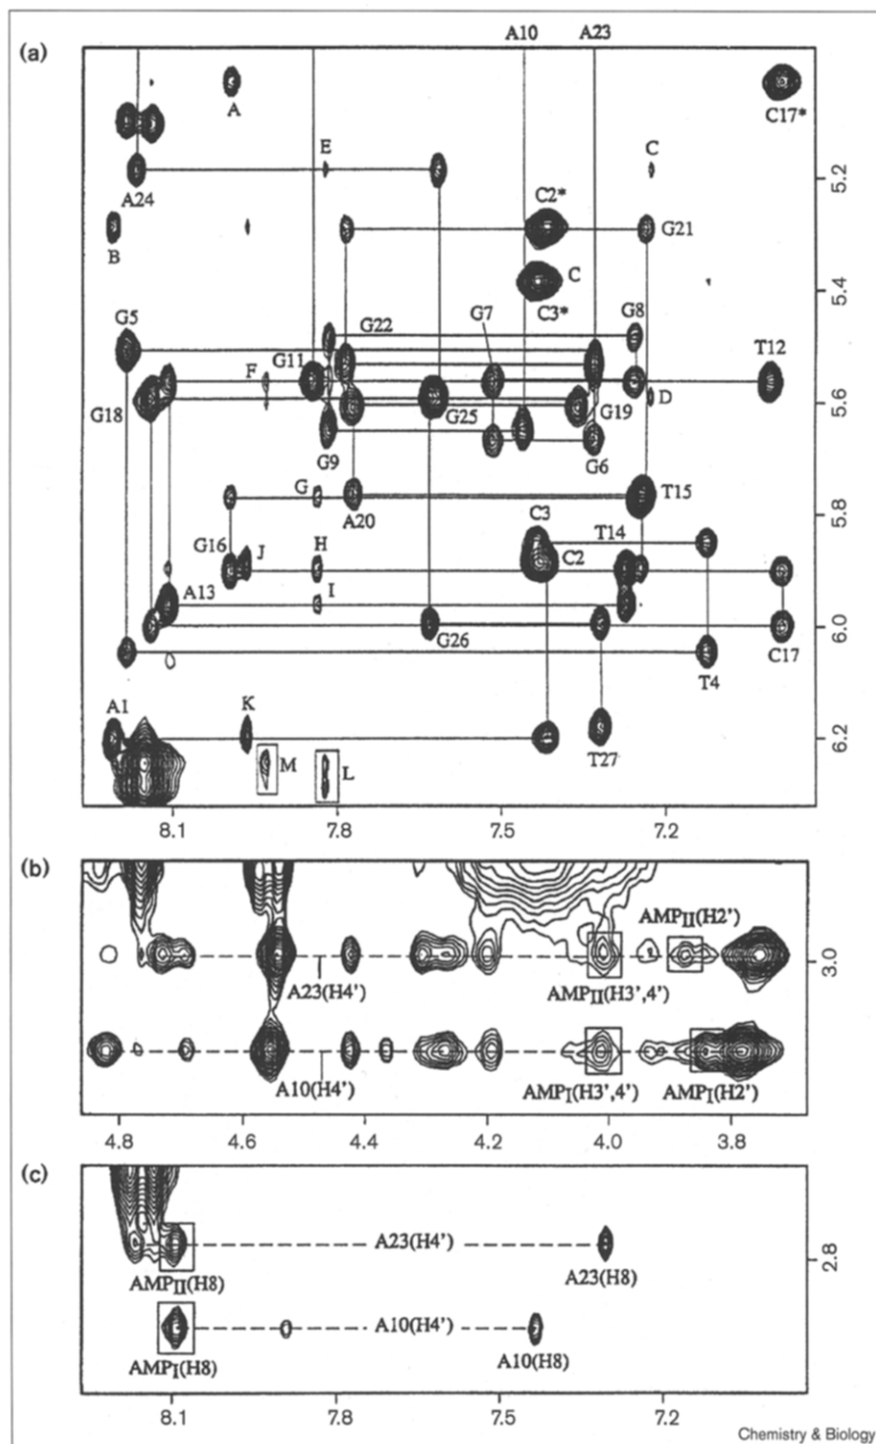 (a)
A10 A23
A
C17*
E
C
5.2
A24
C2*
B
G21
C
5.4
G5
G7
G8
C3*
G22
T12
F
G11
D
5.6
G18
G25
G19
G9
G6
G
T15
5.8
A20
C3
T14
G16
J
H
C2
A13
I
6.0
G26
C17
T4
A1
K
6.2
M
L
T27
8.1 7.8 7.5 7.2
(b)
AMPII(H2')
3.0
A23(H4')
AMPII(H3',4')
A10(H4')
AMPI(H3',4')
AMPI(H2')
4.8 4.6 4.4 4.2 4.0 3.8
(c)
A23(H4')
2.8
AMPII(H8)
A23(H8)
A10(H4')
AMPI(H8)
A10(H8)
8.1 7.8 7.5 7.2
Chemistry & Biology